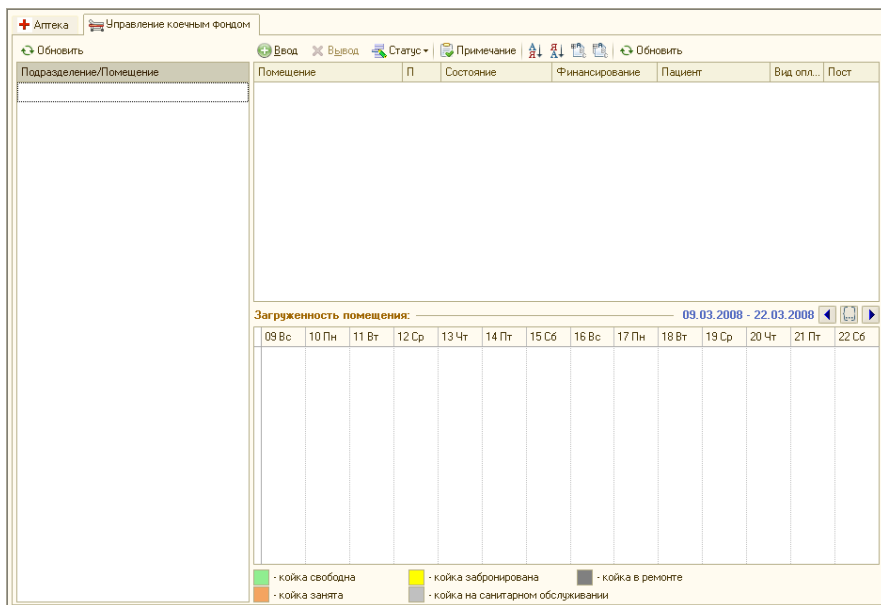 Аптека Управление коечным фондом
Обновить Ввод Вывод Статус Примечание Обновить
Подразделение/Помещение Помещение П Состояние Финансирование Пациент Вид опл... Пост
Загруженность помещения: 09.03.2008 - 22.03.2008
09 Вс 10 Пн 11 Вт 12 Ср 13 Чт 14 Пт 15 Сб 16 Вс 17 Пн 18 Вт 19 Ср 20 Чт 21 Пт 22 Сб
- койка свободна - койка забронирована - койка в ремонте
- койка занята - койка на санитарном обслуживании